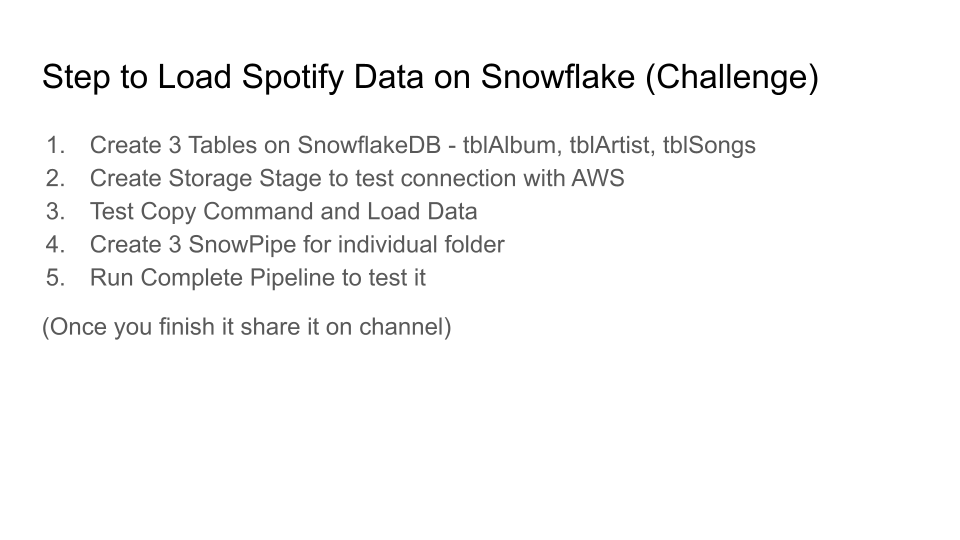 Step to Load Spotify Data on Snowflake (Challenge)
1. Create 3 Tables on SnowflakeDB - tblAlbum, tblArtist, tblSongs
2. Create Storage Stage to test connection with AWS
3. Test Copy Command and Load Data
4. Create 3 SnowPipe for individual folder
5. Run Complete Pipeline to test it
(Once you finish it share it on channel)